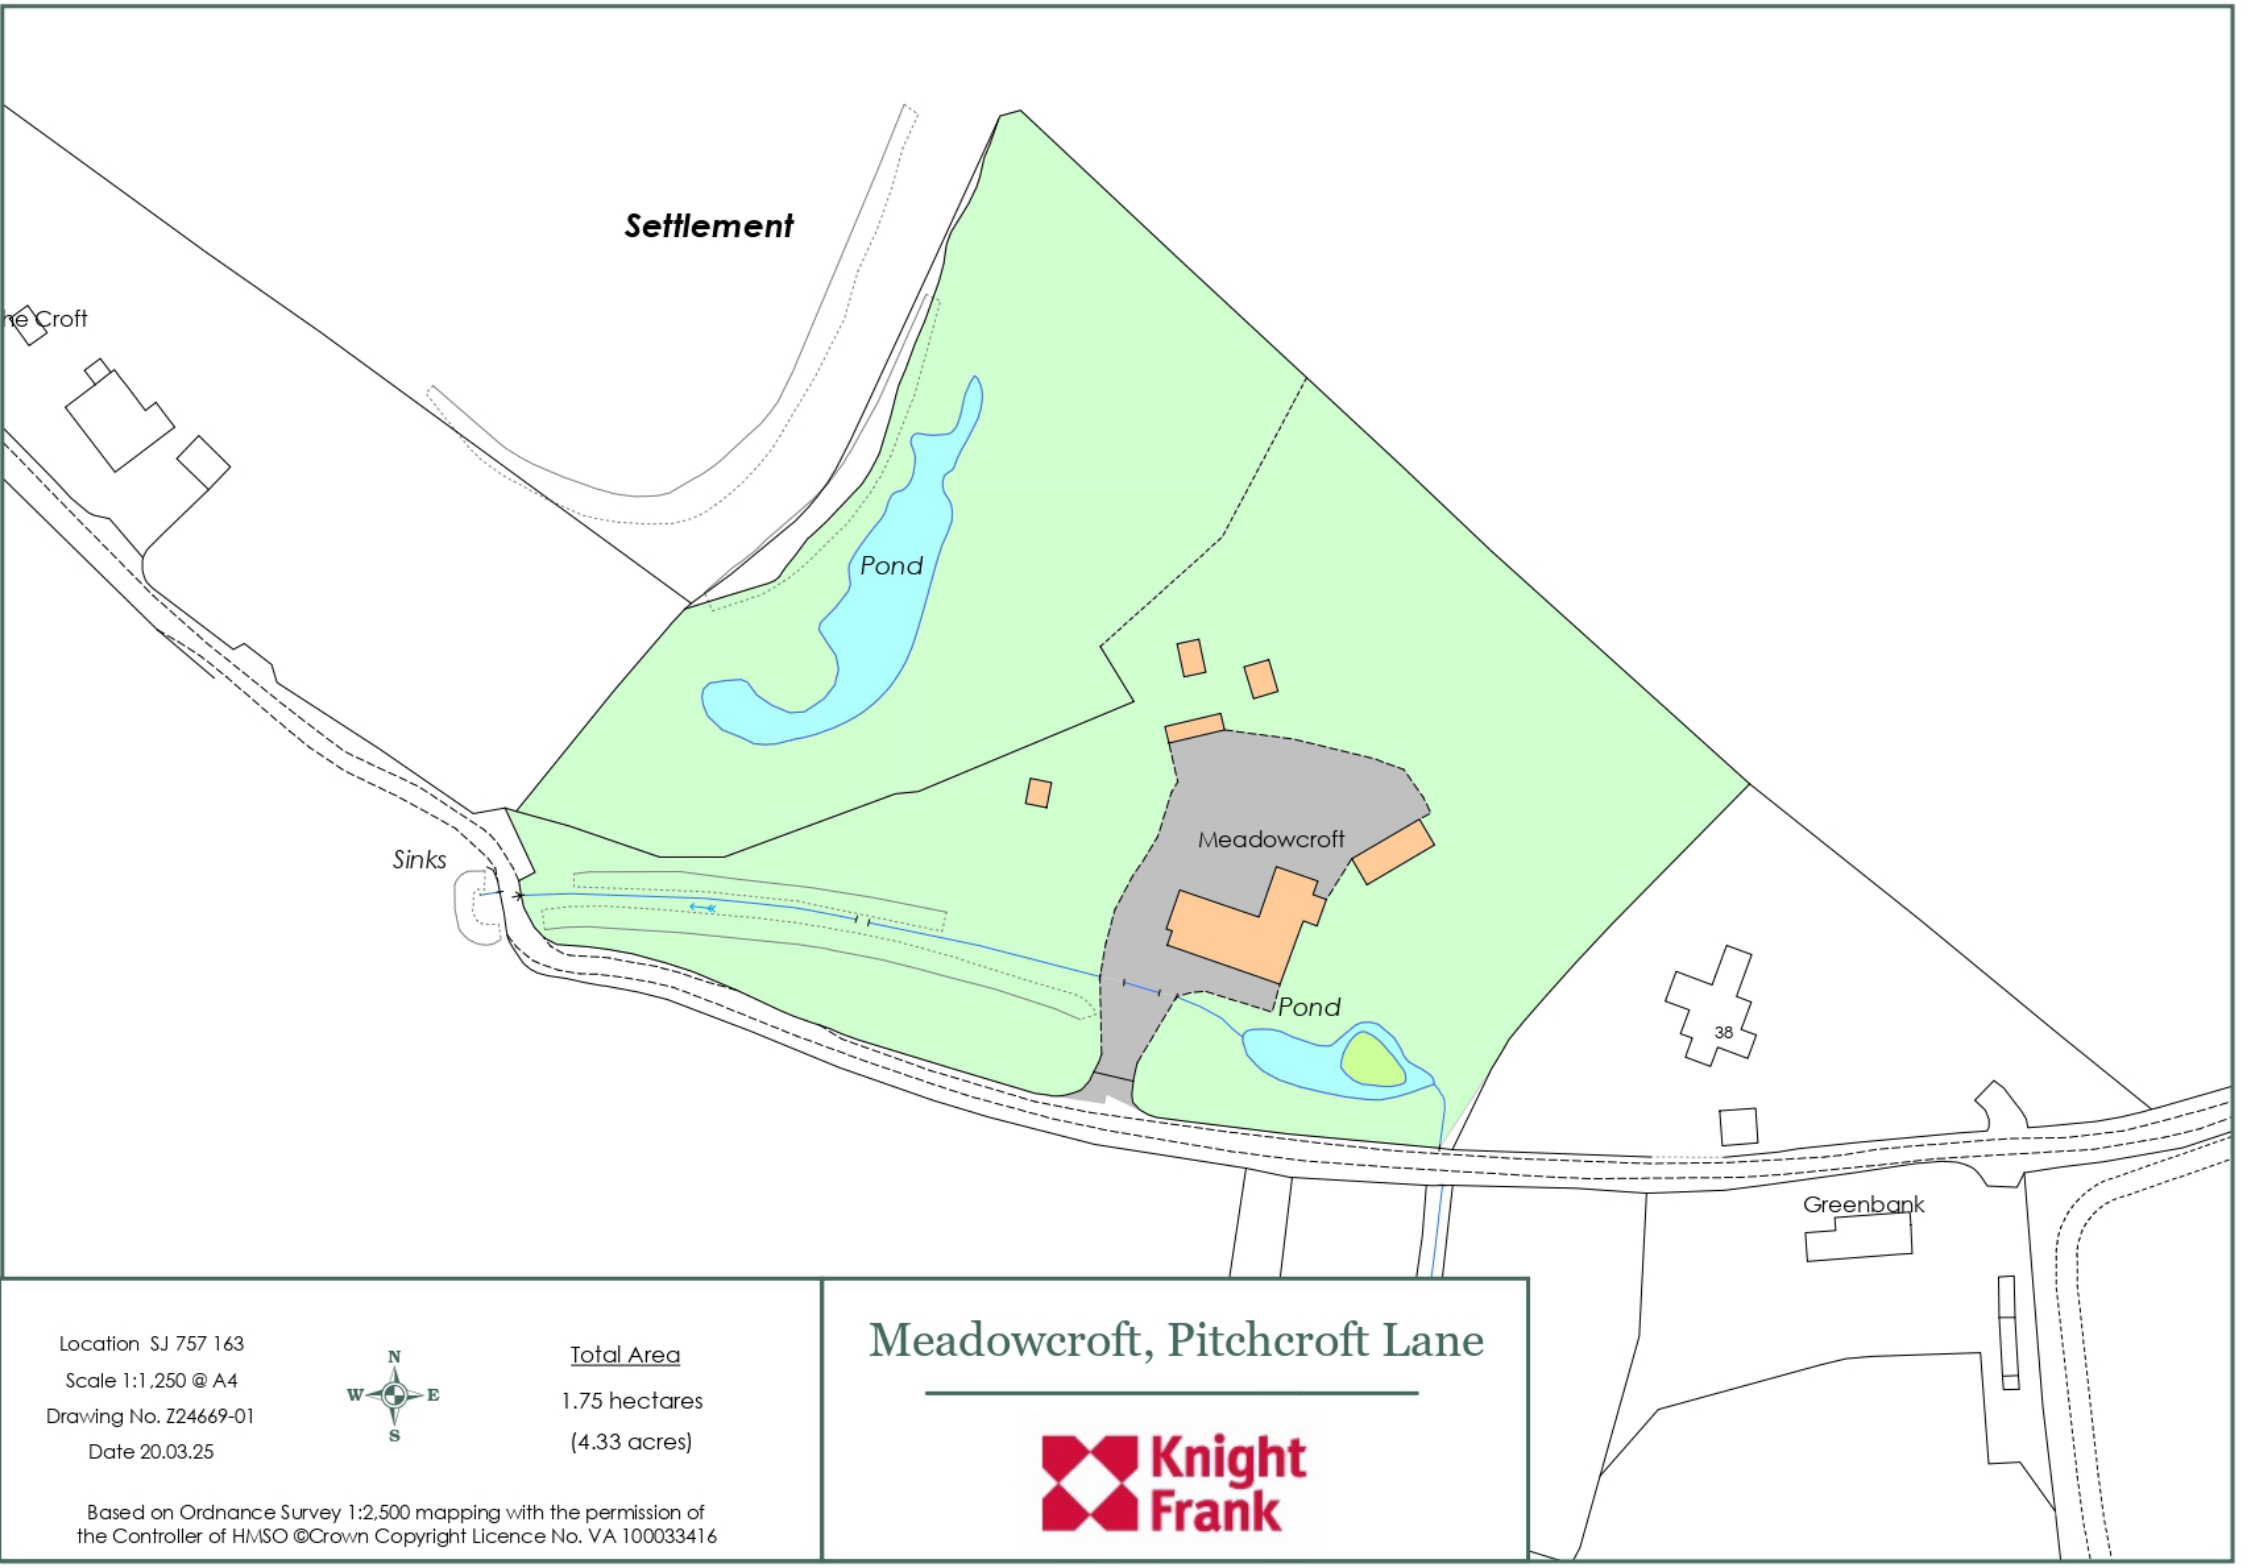 Settlement
he Croft
Pond
Meadowcroft
Sinks
Pond
38
Greenbank
Location SJ 757 163
Scale 1:1,250 @ A4
Drawing No. Z24669-01
Date 20.03.25
N
W E
S
Total Area
1.75 hectares
(4.33 acres)
Based on Ordnance Survey 1:2,500 mapping with the permission of
the Controller of HMSO ©Crown Copyright Licence No. VA 100033416
Meadowcroft, Pitchcroft Lane
Knight
Frank